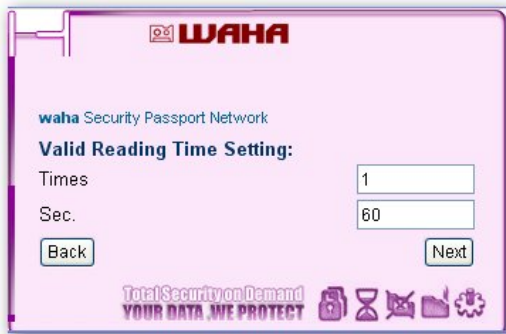 WAHA
waha Security Passport Network
Valid Reading Time Setting:
Times 1
Sec. 60
Back Next
Total Security on Demand
YOUR DATA ,WE PROTECT